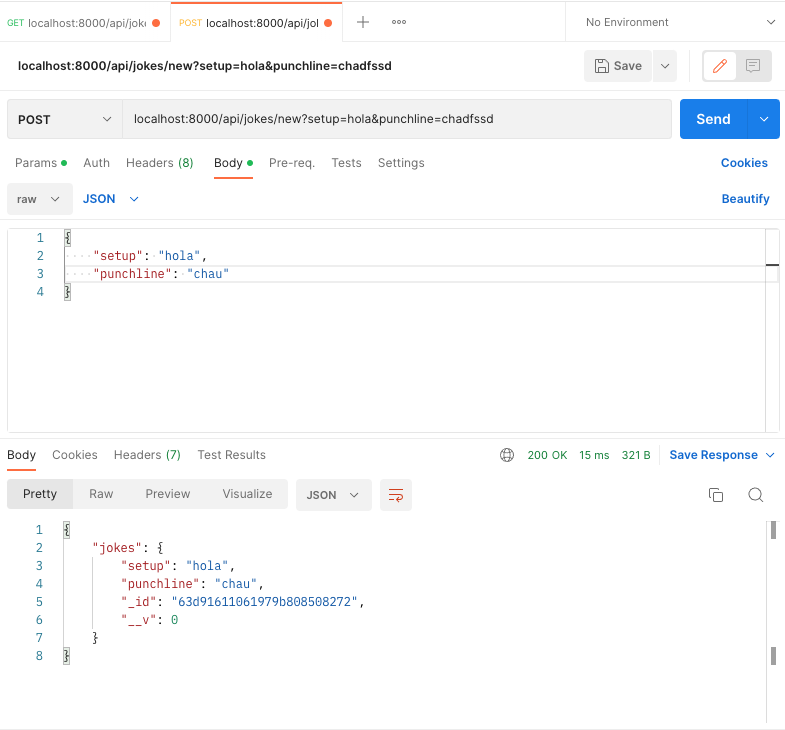 GET localhost:8000/api/joke
POST localhost:8000/api/jol
No Environment
localhost:8000/api/jokes/new?setup=hola&punchline=chadfssd
Save
POST
localhost:8000/api/jokes/new?setup=hola&punchline=chadfssd
Send
Params Auth Headers (8) Body Pre-req. Tests Settings Cookies
raw JSON Beautify
1 {
2 "setup": "hola",
3 "punchline": "chau"
4 }
Body Cookies Headers (7) Test Results 200 OK 15 ms 321 B Save Response
Pretty Raw Preview Visualize JSON
1 {
2 "jokes": {
3 "setup": "hola",
4 "punchline": "chau",
5 "_id": "63d91611061979b808508272",
6 "__v": 0
7 }
8 }